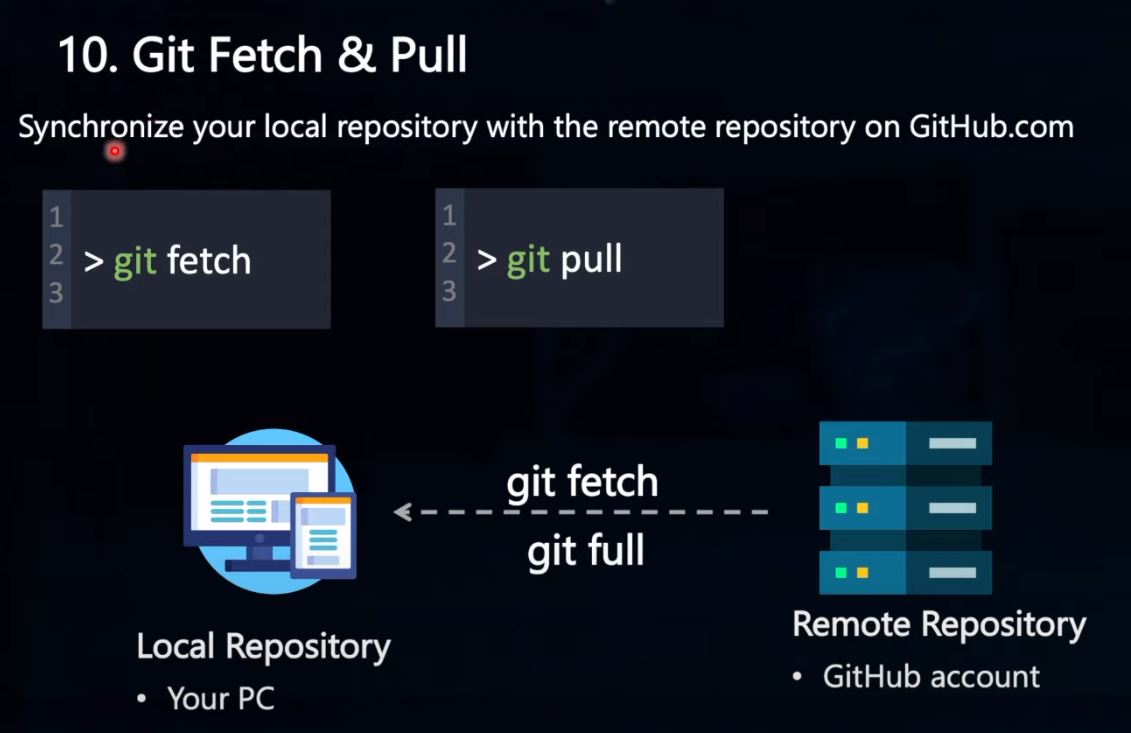 10. Git Fetch & Pull
Synchronize your local repository with the remote repository on GitHub.com
1
2 > git fetch
3
1
2 > git pull
3
git fetch
git full
Local Repository
• Your PC
Remote Repository
• GitHub account